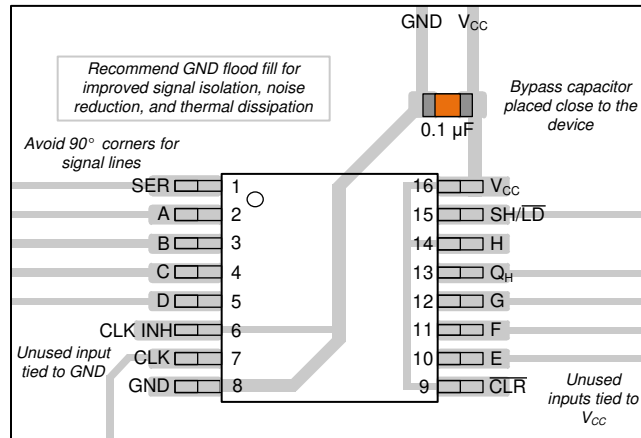 GND VCC
Recommend GND flood fill for
improved signal isolation, noise
reduction, and thermal dissipation
Bypass capacitor
placed close to the
device
0.1 µF
Avoid 90° corners for
signal lines
SER 1 16 VCC
A 2 15 SH/L̅D̅
B 3 14 H
C 4 13 QH
D 5 12 G
CLK INH 6 11 F
CLK 7 10 E
GND 8 9 C̅L̅R̅
Unused input
tied to GND
Unused
inputs tied to
VCC